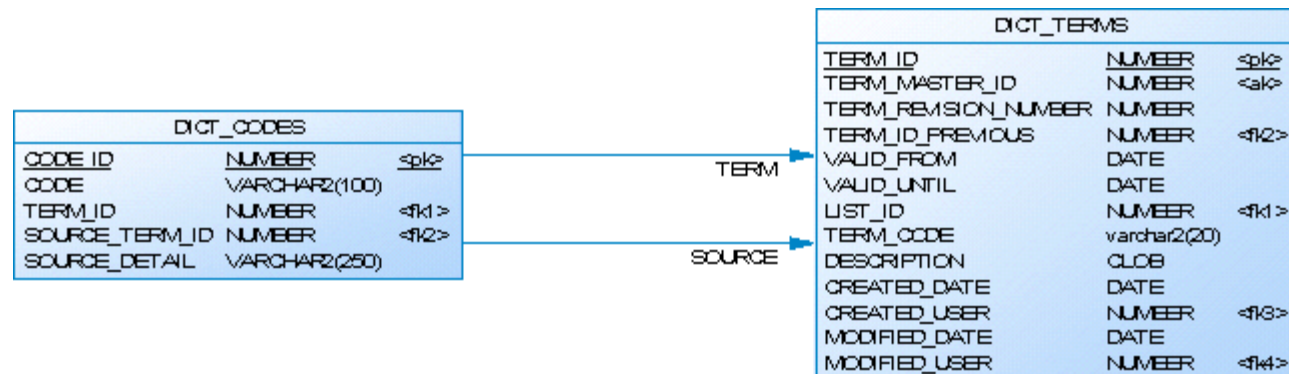 DICT_CODES
CODE_ID NUMBER <pk>
CODE VARCHAR2(100)
TERM_ID NUMBER <fk1>
SOURCE_TERM_ID NUMBER <fk2>
SOURCE_DETAIL VARCHAR2(250)
TERM
SOURCE
DICT_TERMS
TERM_ID NUMBER <pk>
TERM_MASTER_ID NUMBER <ak>
TERM_REVISION_NUMBER NUMBER
TERM_ID_PREVIOUS NUMBER <fk2>
VALID_FROM DATE
VALID_UNTIL DATE
LIST_ID NUMBER <fk1>
TERM_CODE varchar2(20)
DESCRIPTION CLOB
CREATED_DATE DATE
CREATED_USER NUMBER <fk3>
MODIFIED_DATE DATE
MODIFIED_USER NUMBER <fk4>